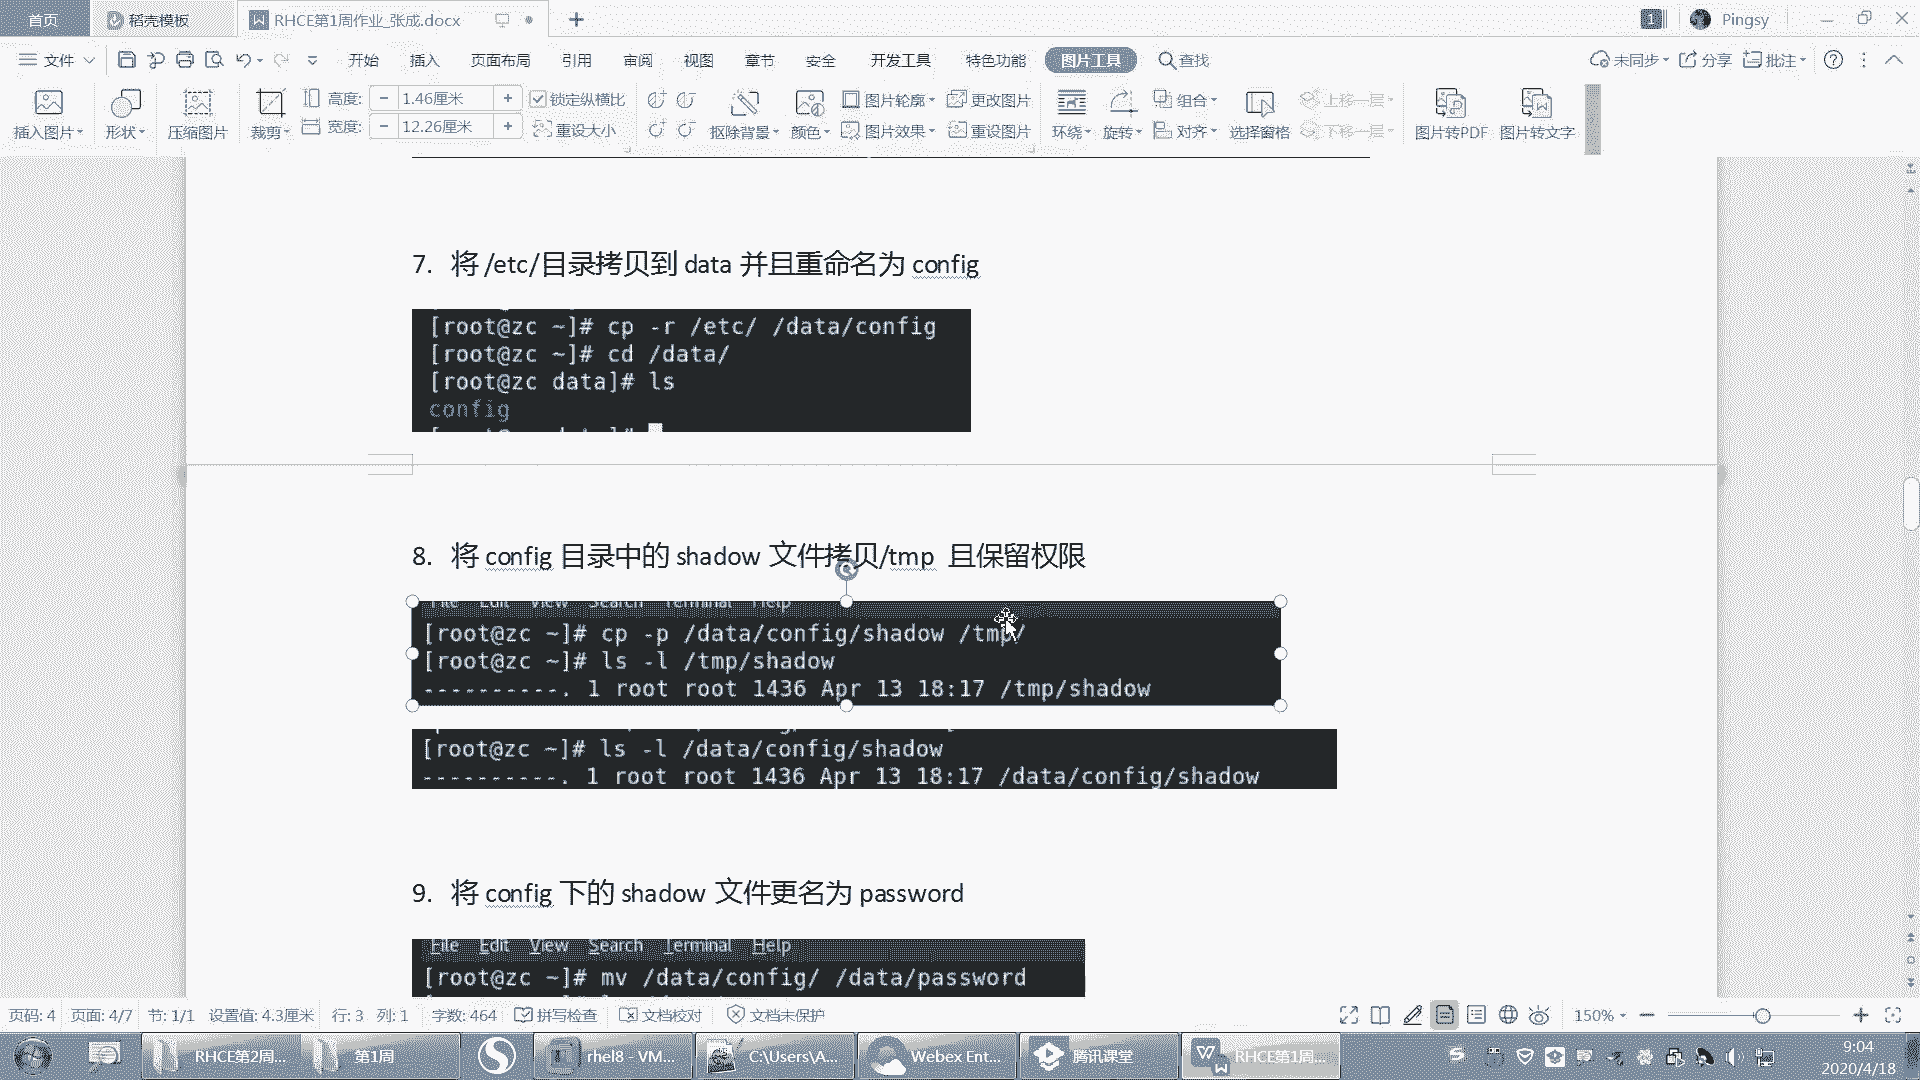 首页 稻壳模板 RHCE第1周作业_张成.docx 1 Pingsy
文件 开始 插入 页面布局 引用 审阅 视图 章节 安全 开发工具 特色功能 图片工具 查找 未同步 分享 批注
高度: 1.46厘米 锁定纵横比 图片轮廓 更改图片 组合 上移一层
插入图片 形状 压缩图片 裁剪 宽度: 12.26厘米 重设大小 抠除背景 颜色 图片效果 重设图片 环绕 旋转 对齐 选择窗格 下移一层 图片转PDF 图片转文字
7. 将 /etc/目录拷贝到 data 并且重命名为 config
[root@zc ~]# cp -r /etc/ /data/config
[root@zc ~]# cd /data/
[root@zc data]# ls
config
8. 将 config 目录中的 shadow 文件拷贝/tmp 且保留权限
File Edit View Search Terminal Help
[root@zc ~]# cp -p /data/config/shadow /tmp/
[root@zc ~]# ls -l /tmp/shadow
----------. 1 root root 1436 Apr 13 18:17 /tmp/shadow
[root@zc ~]# ls -l /data/config/shadow
----------. 1 root root 1436 Apr 13 18:17 /data/config/shadow
9. 将 config 下的 shadow 文件更名为 password
File Edit View Search Terminal Help
[root@zc ~]# mv /data/config/ /data/password
页码: 4 页面: 4/7 节: 1/1 设置值: 4.3厘米 行: 3 列: 1 字数: 464 拼写检查 文档校对 文档未保护 150%
RHCE第2周... 第1周 rhel8 - VM... C:\Users\A... Webex Ent... 腾讯课堂 RHCE第1周... 9:04
2020/4/18